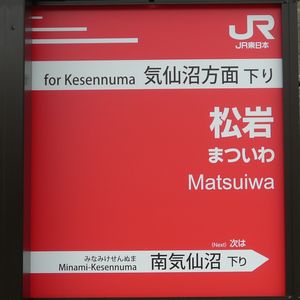 JR
JR東日本
for Kesennuma 気仙沼方面 下り
松岩
まついわ
Matsuiwa
(Next) 次は
みなみけせんぬま
Minami-Kesennuma 南気仙沼 下り